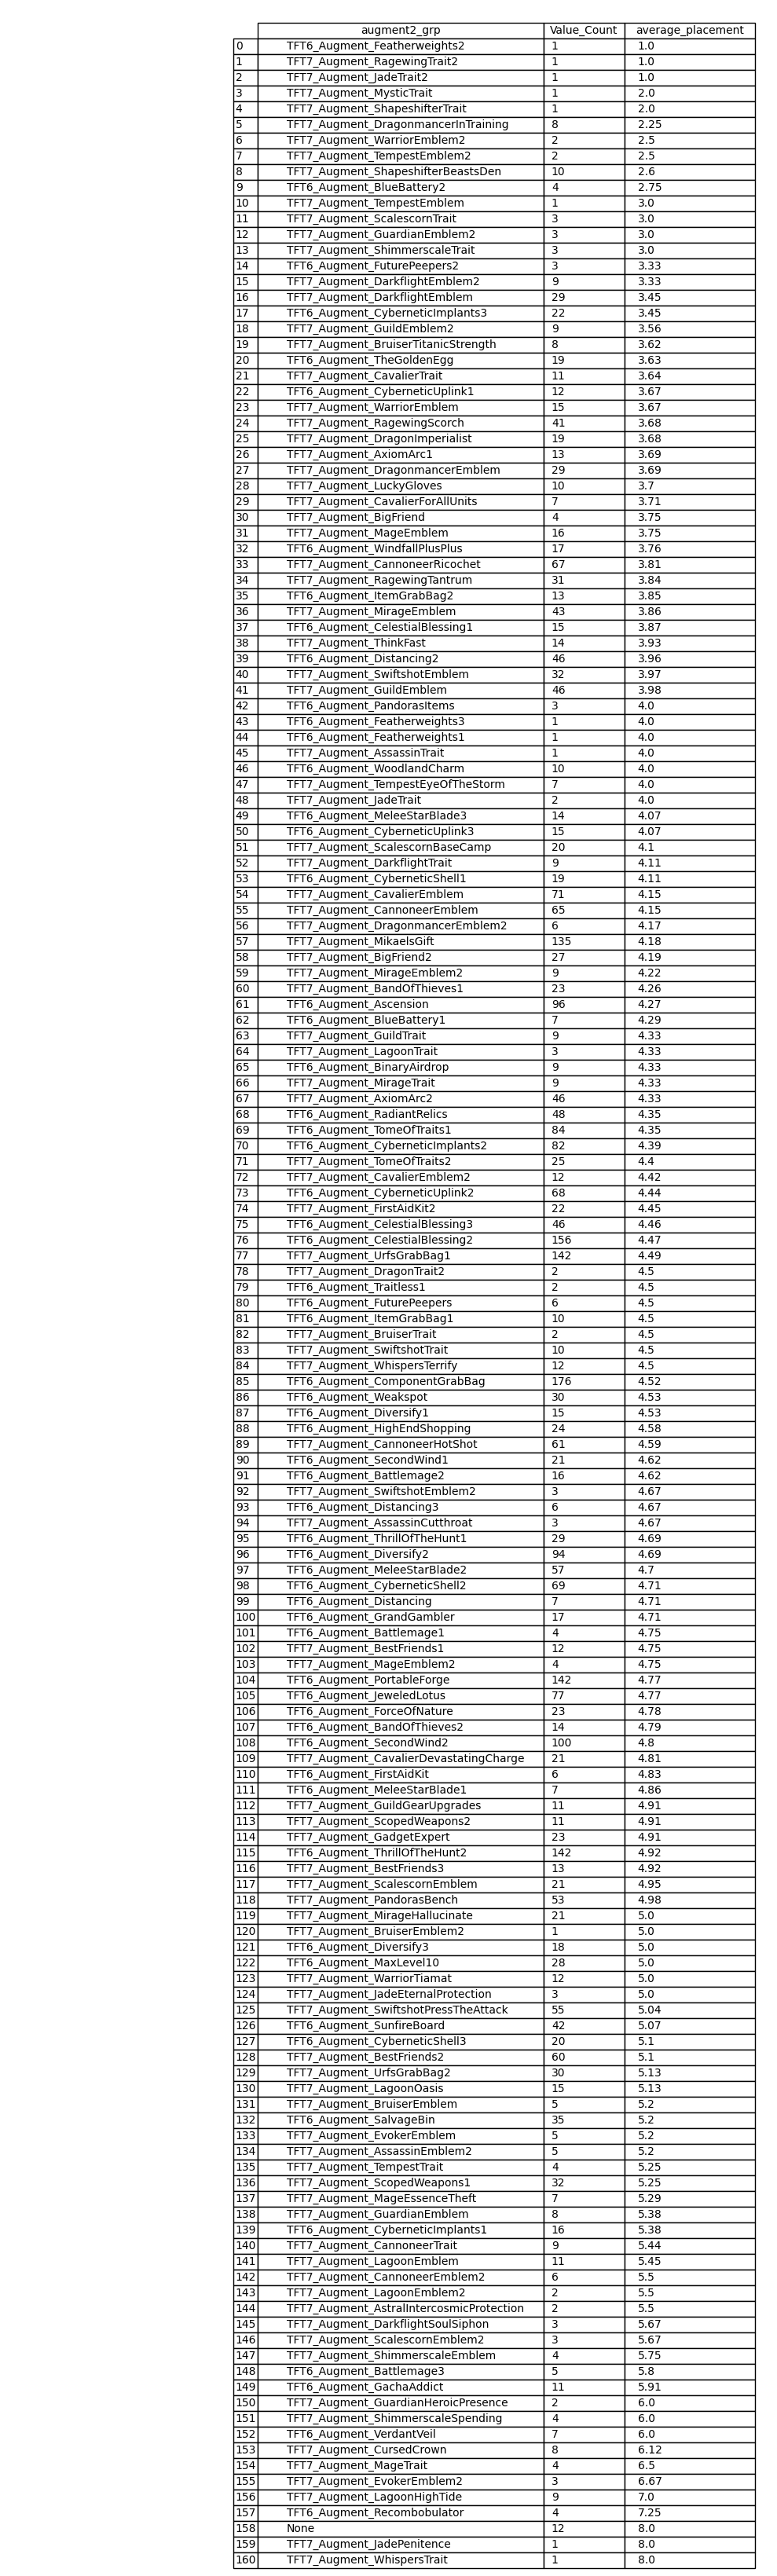 augment2_grp Value_Count average_placement
0 TFT6_Augment_Featherweights2 1 1.0
1 TFT7_Augment_RagewingTrait2 1 1.0
2 TFT7_Augment_JadeTrait2 1 1.0
3 TFT7_Augment_MysticTrait 1 2.0
4 TFT7_Augment_ShapeshifterTrait 1 2.0
5 TFT7_Augment_DragonmancerInTraining 8 2.25
6 TFT7_Augment_WarriorEmblem2 2 2.5
7 TFT7_Augment_TempestEmblem2 2 2.5
8 TFT7_Augment_ShapeshifterBeastsDen 10 2.6
9 TFT6_Augment_BlueBattery2 4 2.75
10 TFT7_Augment_TempestEmblem 1 3.0
11 TFT7_Augment_ScalescornTrait 3 3.0
12 TFT7_Augment_GuardianEmblem2 3 3.0
13 TFT7_Augment_ShimmerscaleTrait 3 3.0
14 TFT6_Augment_FuturePeepers2 3 3.33
15 TFT7_Augment_DarkflightEmblem2 9 3.33
16 TFT7_Augment_DarkflightEmblem 29 3.45
17 TFT6_Augment_CyberneticImplants3 22 3.45
18 TFT7_Augment_GuildEmblem2 9 3.56
19 TFT7_Augment_BruiserTitanicStrength 8 3.62
20 TFT6_Augment_TheGoldenEgg 19 3.63
21 TFT7_Augment_CavalierTrait 11 3.64
22 TFT6_Augment_CyberneticUplink1 12 3.67
23 TFT7_Augment_WarriorEmblem 15 3.67
24 TFT7_Augment_RagewingScorch 41 3.68
25 TFT7_Augment_DragonImperialist 19 3.68
26 TFT7_Augment_AxiomArc1 13 3.69
27 TFT7_Augment_DragonmancerEmblem 29 3.69
28 TFT7_Augment_LuckyGloves 10 3.7
29 TFT7_Augment_CavalierForAllUnits 7 3.71
30 TFT7_Augment_BigFriend 4 3.75
31 TFT7_Augment_MageEmblem 16 3.75
32 TFT6_Augment_WindfallPlusPlus 17 3.76
33 TFT7_Augment_CannoneerRicochet 67 3.81
34 TFT7_Augment_RagewingTantrum 31 3.84
35 TFT6_Augment_ItemGrabBag2 13 3.85
36 TFT7_Augment_MirageEmblem 43 3.86
37 TFT6_Augment_CelestialBlessing1 15 3.87
38 TFT7_Augment_ThinkFast 14 3.93
39 TFT6_Augment_Distancing2 46 3.96
40 TFT7_Augment_SwiftshotEmblem 32 3.97
41 TFT7_Augment_GuildEmblem 46 3.98
42 TFT6_Augment_PandorasItems 3 4.0
43 TFT6_Augment_Featherweights3 1 4.0
44 TFT6_Augment_Featherweights1 1 4.0
45 TFT7_Augment_AssassinTrait 1 4.0
46 TFT6_Augment_WoodlandCharm 10 4.0
47 TFT7_Augment_TempestEyeOfTheStorm 7 4.0
48 TFT7_Augment_JadeTrait 2 4.0
49 TFT6_Augment_MeleeStarBlade3 14 4.07
50 TFT6_Augment_CyberneticUplink3 15 4.07
51 TFT7_Augment_ScalescornBaseCamp 20 4.1
52 TFT7_Augment_DarkflightTrait 9 4.11
53 TFT6_Augment_CyberneticShell1 19 4.11
54 TFT7_Augment_CavalierEmblem 71 4.15
55 TFT7_Augment_CannoneerEmblem 65 4.15
56 TFT7_Augment_DragonmancerEmblem2 6 4.17
57 TFT7_Augment_MikaelsGift 135 4.18
58 TFT7_Augment_BigFriend2 27 4.19
59 TFT7_Augment_MirageEmblem2 9 4.22
60 TFT7_Augment_BandOfThieves1 23 4.26
61 TFT6_Augment_Ascension 96 4.27
62 TFT6_Augment_BlueBattery1 7 4.29
63 TFT7_Augment_GuildTrait 9 4.33
64 TFT7_Augment_LagoonTrait 3 4.33
65 TFT6_Augment_BinaryAirdrop 9 4.33
66 TFT7_Augment_MirageTrait 9 4.33
67 TFT7_Augment_AxiomArc2 46 4.33
68 TFT6_Augment_RadiantRelics 48 4.35
69 TFT6_Augment_TomeOfTraits1 84 4.35
70 TFT6_Augment_CyberneticImplants2 82 4.39
71 TFT7_Augment_TomeOfTraits2 25 4.4
72 TFT7_Augment_CavalierEmblem2 12 4.42
73 TFT6_Augment_CyberneticUplink2 68 4.44
74 TFT7_Augment_FirstAidKit2 22 4.45
75 TFT6_Augment_CelestialBlessing3 46 4.46
76 TFT6_Augment_CelestialBlessing2 156 4.47
77 TFT7_Augment_UrfsGrabBag1 142 4.49
78 TFT7_Augment_DragonTrait2 2 4.5
79 TFT6_Augment_Traitless1 2 4.5
80 TFT6_Augment_FuturePeepers 6 4.5
81 TFT6_Augment_ItemGrabBag1 10 4.5
82 TFT7_Augment_BruiserTrait 2 4.5
83 TFT7_Augment_SwiftshotTrait 10 4.5
84 TFT7_Augment_WhispersTerrify 12 4.5
85 TFT6_Augment_ComponentGrabBag 176 4.52
86 TFT6_Augment_Weakspot 30 4.53
87 TFT6_Augment_Diversify1 15 4.53
88 TFT6_Augment_HighEndShopping 24 4.58
89 TFT7_Augment_CannoneerHotShot 61 4.59
90 TFT6_Augment_SecondWind1 21 4.62
91 TFT6_Augment_Battlemage2 16 4.62
92 TFT7_Augment_SwiftshotEmblem2 3 4.67
93 TFT6_Augment_Distancing3 6 4.67
94 TFT7_Augment_AssassinCutthroat 3 4.67
95 TFT6_Augment_ThrillOfTheHunt1 29 4.69
96 TFT6_Augment_Diversify2 94 4.69
97 TFT6_Augment_MeleeStarBlade2 57 4.7
98 TFT6_Augment_CyberneticShell2 69 4.71
99 TFT6_Augment_Distancing 7 4.71
100 TFT6_Augment_GrandGambler 17 4.71
101 TFT6_Augment_Battlemage1 4 4.75
102 TFT7_Augment_BestFriends1 12 4.75
103 TFT7_Augment_MageEmblem2 4 4.75
104 TFT6_Augment_PortableForge 142 4.77
105 TFT6_Augment_JeweledLotus 77 4.77
106 TFT6_Augment_ForceOfNature 23 4.78
107 TFT6_Augment_BandOfThieves2 14 4.79
108 TFT6_Augment_SecondWind2 100 4.8
109 TFT7_Augment_CavalierDevastatingCharge 21 4.81
110 TFT6_Augment_FirstAidKit 6 4.83
111 TFT6_Augment_MeleeStarBlade1 7 4.86
112 TFT7_Augment_GuildGearUpgrades 11 4.91
113 TFT7_Augment_ScopedWeapons2 11 4.91
114 TFT7_Augment_GadgetExpert 23 4.91
115 TFT6_Augment_ThrillOfTheHunt2 142 4.92
116 TFT7_Augment_BestFriends3 13 4.92
117 TFT7_Augment_ScalescornEmblem 21 4.95
118 TFT7_Augment_PandorasBench 53 4.98
119 TFT7_Augment_MirageHallucinate 21 5.0
120 TFT7_Augment_BruiserEmblem2 1 5.0
121 TFT6_Augment_Diversify3 18 5.0
122 TFT6_Augment_MaxLevel10 28 5.0
123 TFT7_Augment_WarriorTiamat 12 5.0
124 TFT7_Augment_JadeEternalProtection 3 5.0
125 TFT7_Augment_SwiftshotPressTheAttack 55 5.04
126 TFT6_Augment_SunfireBoard 42 5.07
127 TFT6_Augment_CyberneticShell3 20 5.1
128 TFT7_Augment_BestFriends2 60 5.1
129 TFT7_Augment_UrfsGrabBag2 30 5.13
130 TFT7_Augment_LagoonOasis 15 5.13
131 TFT7_Augment_BruiserEmblem 5 5.2
132 TFT6_Augment_SalvageBin 35 5.2
133 TFT7_Augment_EvokerEmblem 5 5.2
134 TFT7_Augment_AssassinEmblem2 5 5.2
135 TFT7_Augment_TempestTrait 4 5.25
136 TFT7_Augment_ScopedWeapons1 32 5.25
137 TFT7_Augment_MageEssenceTheft 7 5.29
138 TFT7_Augment_GuardianEmblem 8 5.38
139 TFT6_Augment_CyberneticImplants1 16 5.38
140 TFT7_Augment_CannoneerTrait 9 5.44
141 TFT7_Augment_LagoonEmblem 11 5.45
142 TFT7_Augment_CannoneerEmblem2 6 5.5
143 TFT7_Augment_LagoonEmblem2 2 5.5
144 TFT7_Augment_AstralIntercosmicProtection 2 5.5
145 TFT7_Augment_DarkflightSoulSiphon 3 5.67
146 TFT7_Augment_ScalescornEmblem2 3 5.67
147 TFT7_Augment_ShimmerscaleEmblem 4 5.75
148 TFT6_Augment_Battlemage3 5 5.8
149 TFT6_Augment_GachaAddict 11 5.91
150 TFT7_Augment_GuardianHeroicPresence 2 6.0
151 TFT7_Augment_ShimmerscaleSpending 4 6.0
152 TFT6_Augment_VerdantVeil 7 6.0
153 TFT7_Augment_CursedCrown 8 6.12
154 TFT7_Augment_MageTrait 4 6.5
155 TFT7_Augment_EvokerEmblem2 3 6.67
156 TFT7_Augment_LagoonHighTide 9 7.0
157 TFT6_Augment_Recombobulator 4 7.25
158 None 12 8.0
159 TFT7_Augment_JadePenitence 1 8.0
160 TFT7_Augment_WhispersTrait 1 8.0